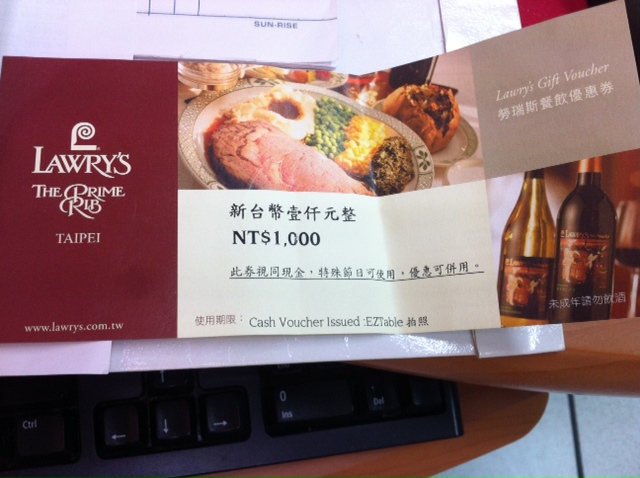 SUN-RISE
LAWRY'S
THE PRIME
RIB
TAIPEI
www.lawrys.com.tw
新台幣壹仟元整
NT$1,000
此券視同現金，特殊節日可使用，優惠可併用。
使用期限： Cash Voucher Issued :EZTable 拍照
Lawry's Gift Voucher
勞瑞斯餐飲優惠券
LAWRY'S
LAWRY'S
未成年請勿飲酒
Ctrl
←
↓
→
0
Ins
.
Del